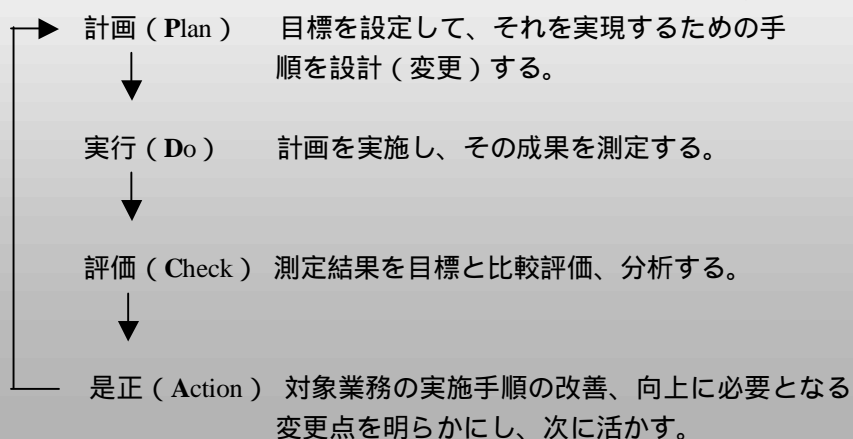 計画(Plan) 目標を設定して、それを実現するための手
順を設計(変更)する。
実行(Do) 計画を実施し、その成果を測定する。
評価(Check) 測定結果を目標と比較評価、分析する。
是正(Action) 対象業務の実施手順の改善、向上に必要となる
変更点を明らかにし、次に活かす。